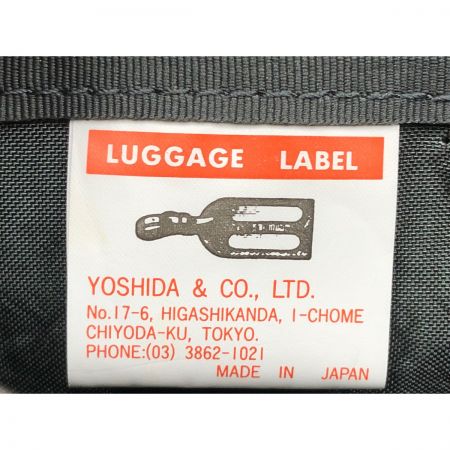 LUGGAGE LABEL
YOSHIDA & CO., LTD.
No.17-6, HIGASHIKANDA, 1-CHOME
CHIYODA-KU, TOKYO.
PHONE:(03) 3862-1021
MADE IN JAPAN